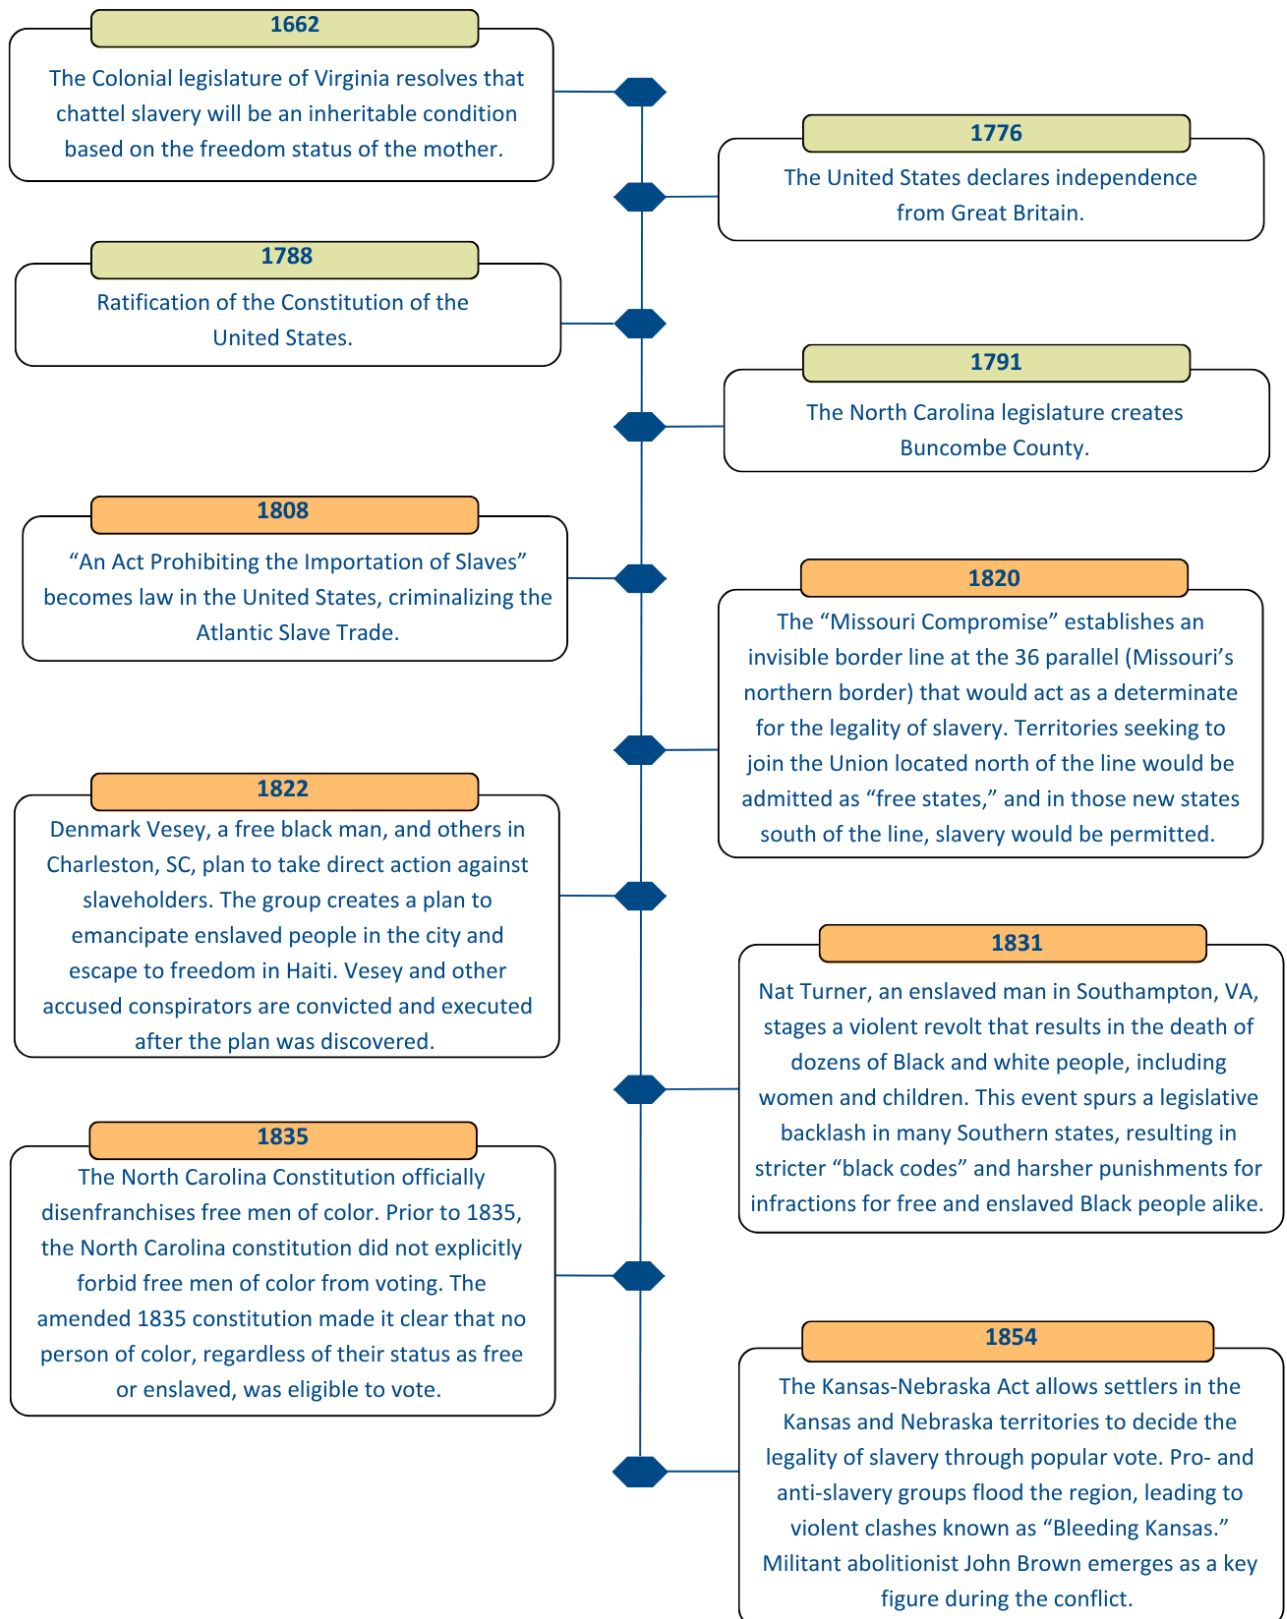 1662
The Colonial legislature of Virginia resolves that
chattel slavery will be an inheritable condition
based on the freedom status of the mother.
1776
The United States declares independence
from Great Britain.
1788
Ratification of the Constitution of the
United States.
1791
The North Carolina legislature creates
Buncombe County.
1808
“An Act Prohibiting the Importation of Slaves”
becomes law in the United States, criminalizing the
Atlantic Slave Trade.
1820
The “Missouri Compromise” establishes an
invisible border line at the 36 parallel (Missouri’s
northern border) that would act as a determinate
for the legality of slavery. Territories seeking to
join the Union located north of the line would be
admitted as “free states,” and in those new states
south of the line, slavery would be permitted.
1822
Denmark Vesey, a free black man, and others in
Charleston, SC, plan to take direct action against
slaveholders. The group creates a plan to
emancipate enslaved people in the city and
escape to freedom in Haiti. Vesey and other
accused conspirators are convicted and executed
after the plan was discovered.
1831
Nat Turner, an enslaved man in Southampton, VA,
stages a violent revolt that results in the death of
dozens of Black and white people, including
women and children. This event spurs a legislative
backlash in many Southern states, resulting in
stricter “black codes” and harsher punishments for
infractions for free and enslaved Black people alike.
1835
The North Carolina Constitution officially
disenfranchises free men of color. Prior to 1835,
the North Carolina constitution did not explicitly
forbid free men of color from voting. The
amended 1835 constitution made it clear that no
person of color, regardless of their status as free
or enslaved, was eligible to vote.
1854
The Kansas-Nebraska Act allows settlers in the
Kansas and Nebraska territories to decide the
legality of slavery through popular vote. Pro- and
anti-slavery groups flood the region, leading to
violent clashes known as “Bleeding Kansas.”
Militant abolitionist John Brown emerges as a key
figure during the conflict.